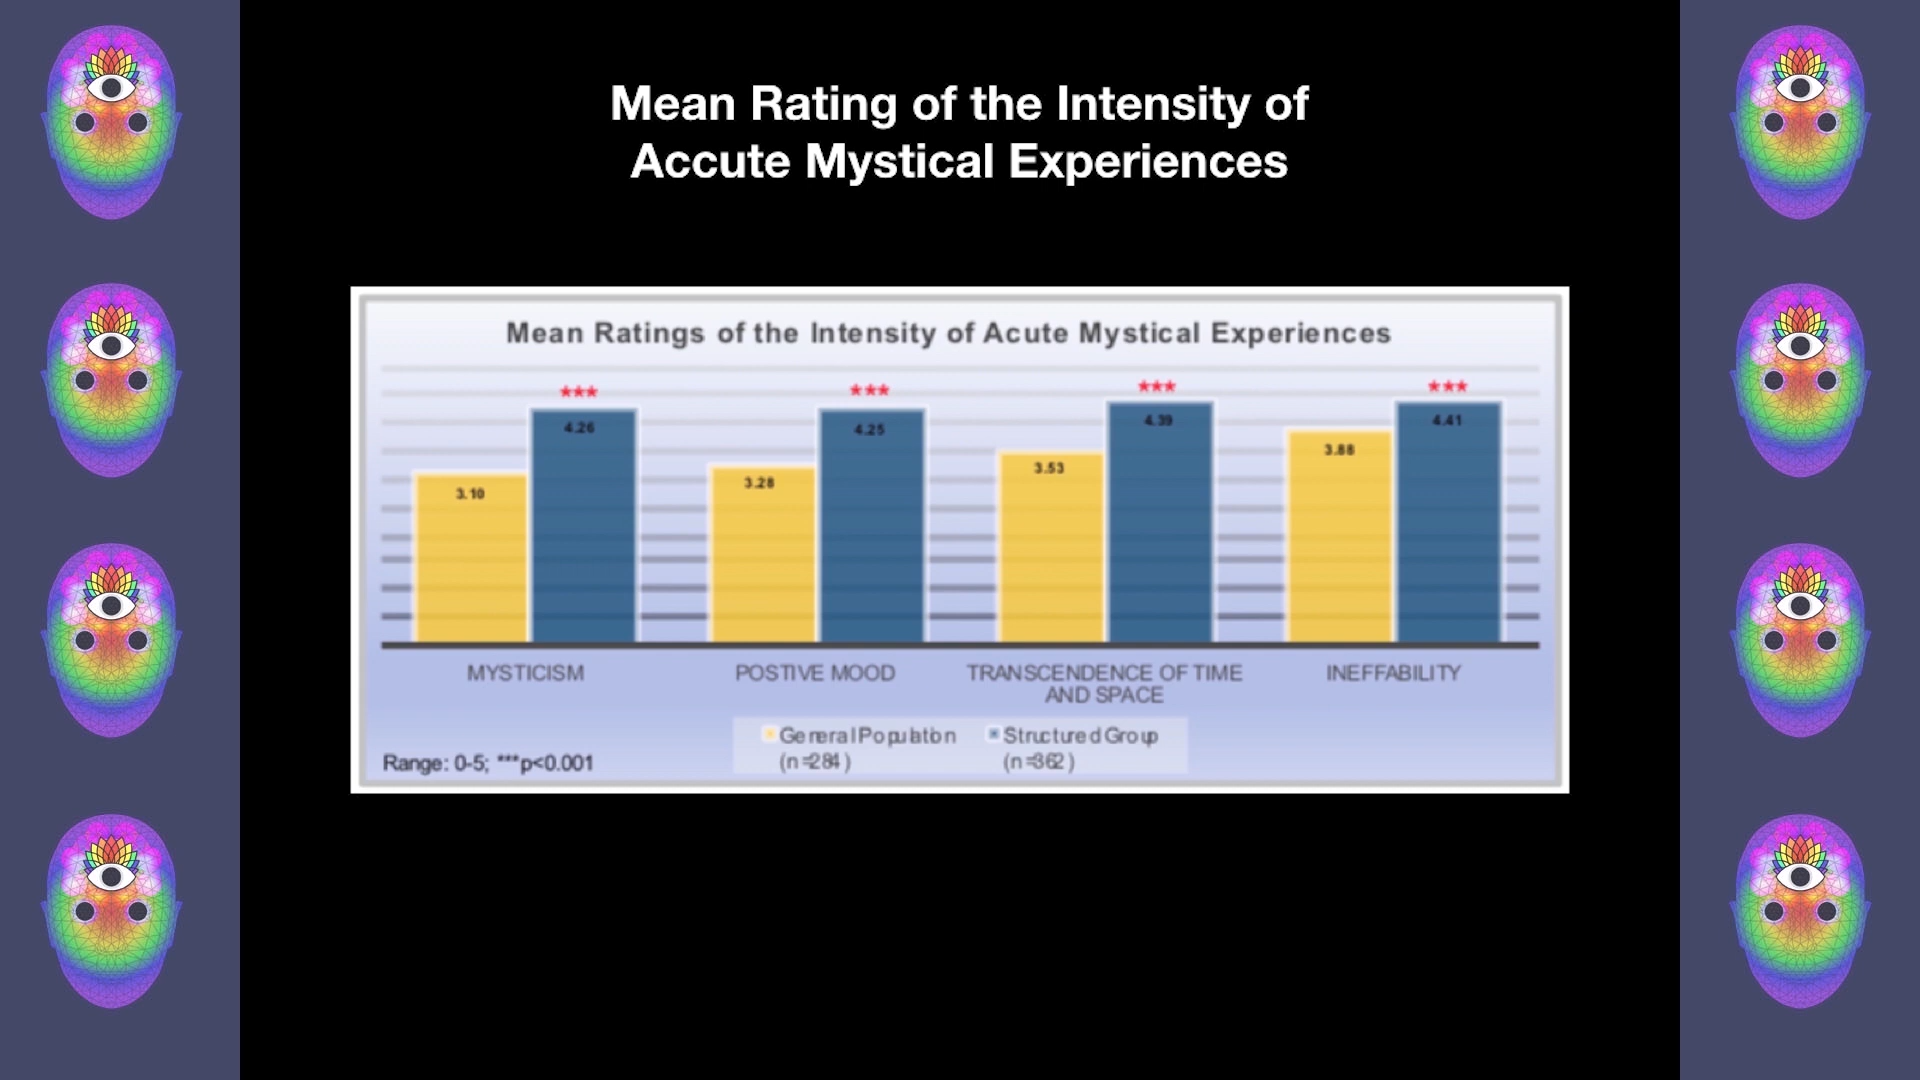 Mean Rating of the Intensity of
Accute Mystical Experiences
Mean Ratings of the Intensity of Acute Mystical Experiences
*** *** *** ***
3.10 4.26 3.28 4.25 3.53 4.39 3.88 4.41
MYSTICISM POSTIVE MOOD TRANSCENDENCE OF TIME INEFFABILITY
AND SPACE
General Population Structured Group
(n=284) (n=362)
Range: 0-5; ***p<0.001